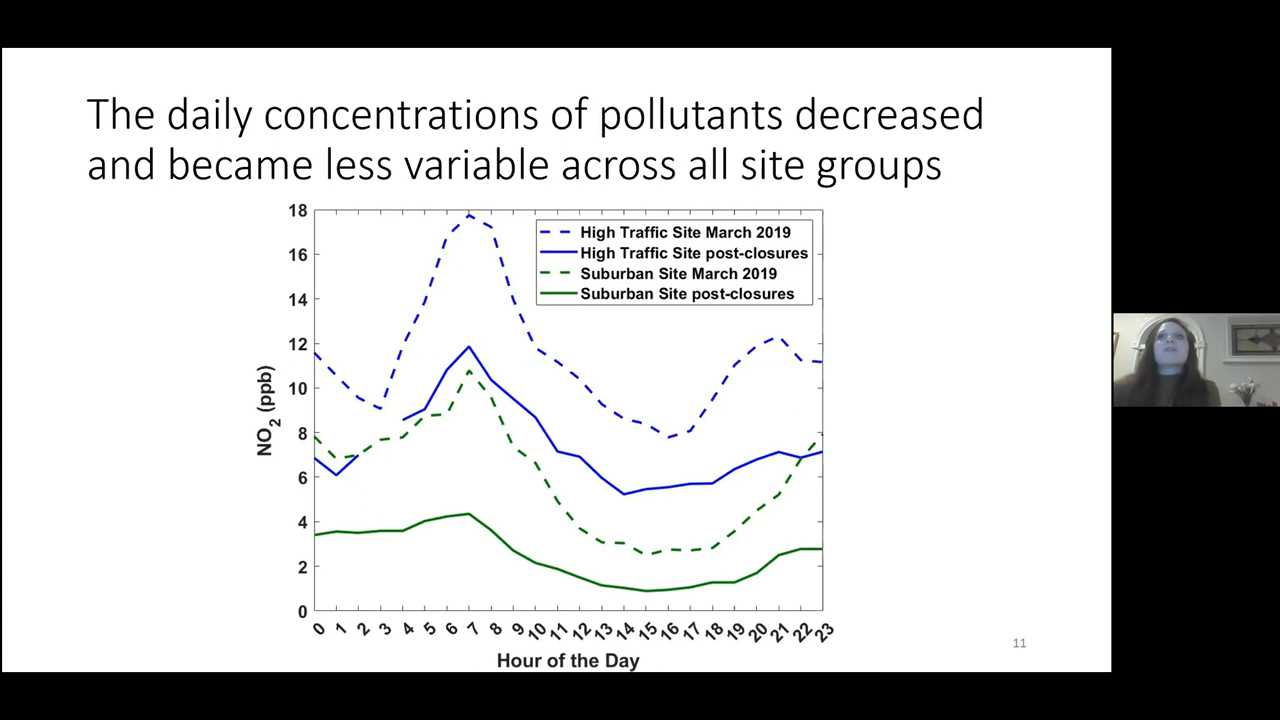 The daily concentrations of pollutants decreased
and became less variable across all site groups
18
16
14
12
10
8
6
4
2
0
NO2 (ppb)
High Traffic Site March 2019
High Traffic Site post-closures
Suburban Site March 2019
Suburban Site post-closures
0 1 2 3 4 5 6 7 8 9 10 11 12 13 14 15 16 17 18 19 20 21 22 23
Hour of the Day
11